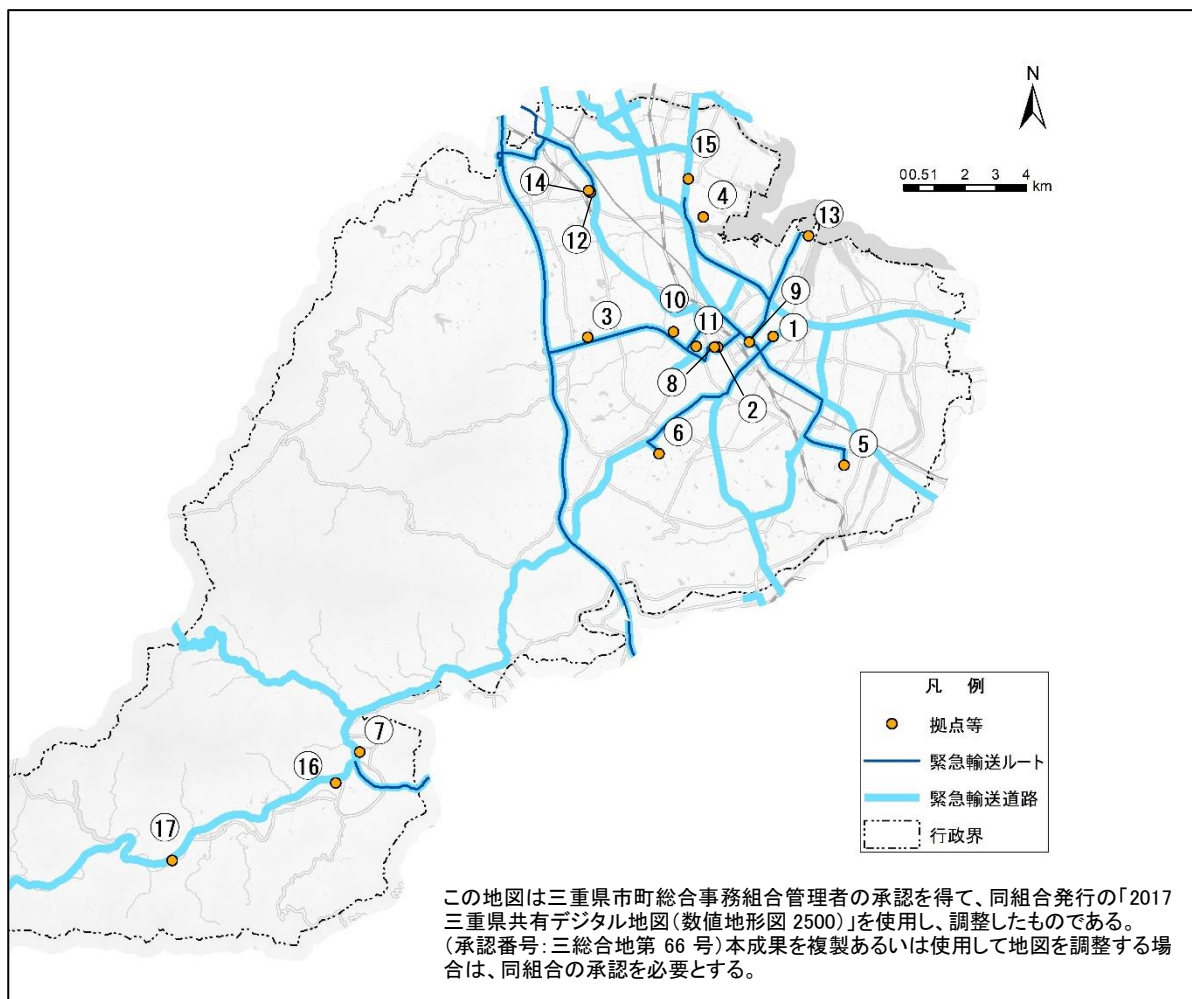 N
0 0.5 1 2 3 4
km
15
14
4
13
12
10
9
3
11
1
8
2
6
5
7
16
17
凡 例
拠点等
緊急輸送ルート
緊急輸送道路
行政界
この地図は三重県市町総合事務組合管理者の承認を得て、同組合発行の「2017
三重県共有デジタル地図(数値地形図 2500)」を使用し、調整したものである。
(承認番号:三総合地第 66 号)本成果を複製あるいは使用して地図を調整する場
合は、同組合の承認を必要とする。